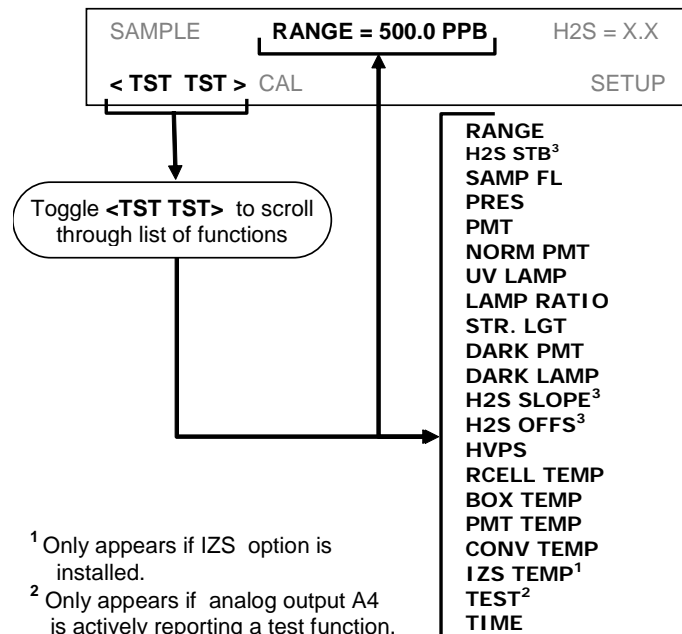 SAMPLE RANGE = 500.0 PPB H2S = X.X
< TST TST > CAL SETUP
Toggle <TST TST> to scroll
through list of functions
RANGE
H2S STB³
SAMP FL
PRES
PMT
NORM PMT
UV LAMP
LAMP RATIO
STR. LGT
DARK PMT
DARK LAMP
H2S SLOPE³
H2S OFFS³
HVPS
RCELL TEMP
BOX TEMP
PMT TEMP
CONV TEMP
IZS TEMP¹
TEST²
TIME
¹ Only appears if IZS option is
installed.
² Only appears if analog output A4
is actively reporting a test function.